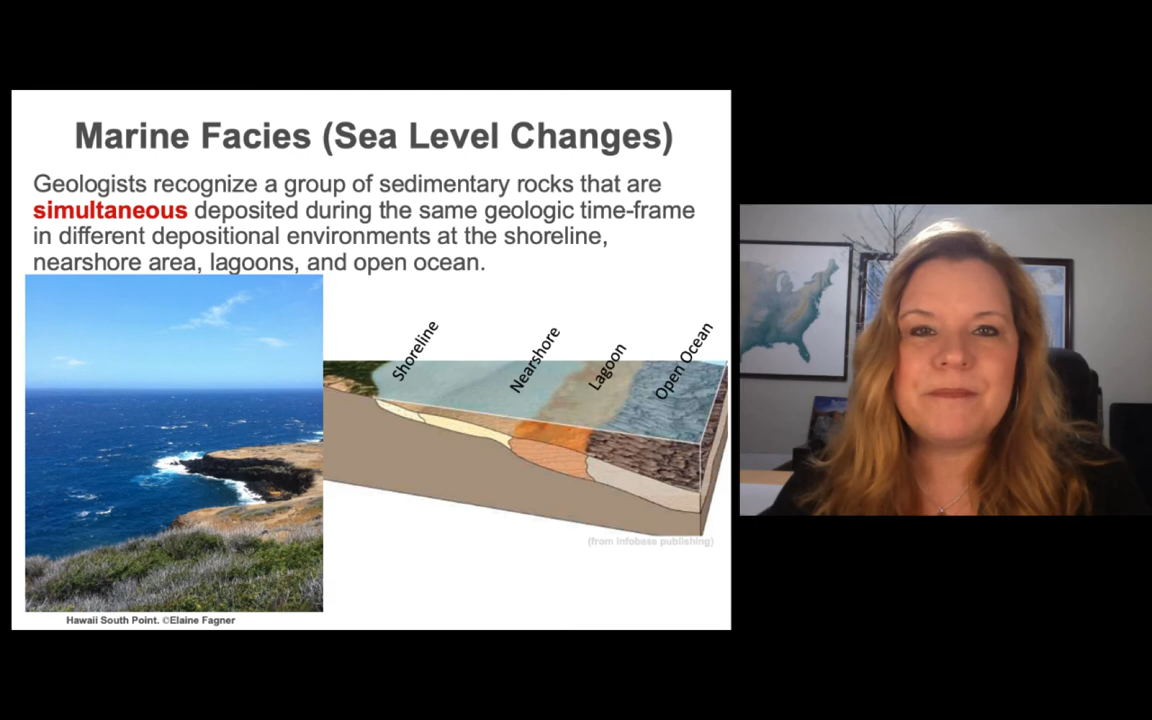 Marine Facies (Sea Level Changes)
Geologists recognize a group of sedimentary rocks that are
simultaneous deposited during the same geologic time-frame
in different depositional environments at the shoreline,
nearshore area, lagoons, and open ocean.
Shoreline
Nearshore
Lagoon
Open Ocean
(from infobase publishing)
Hawaii South Point. ©Elaine Fagner